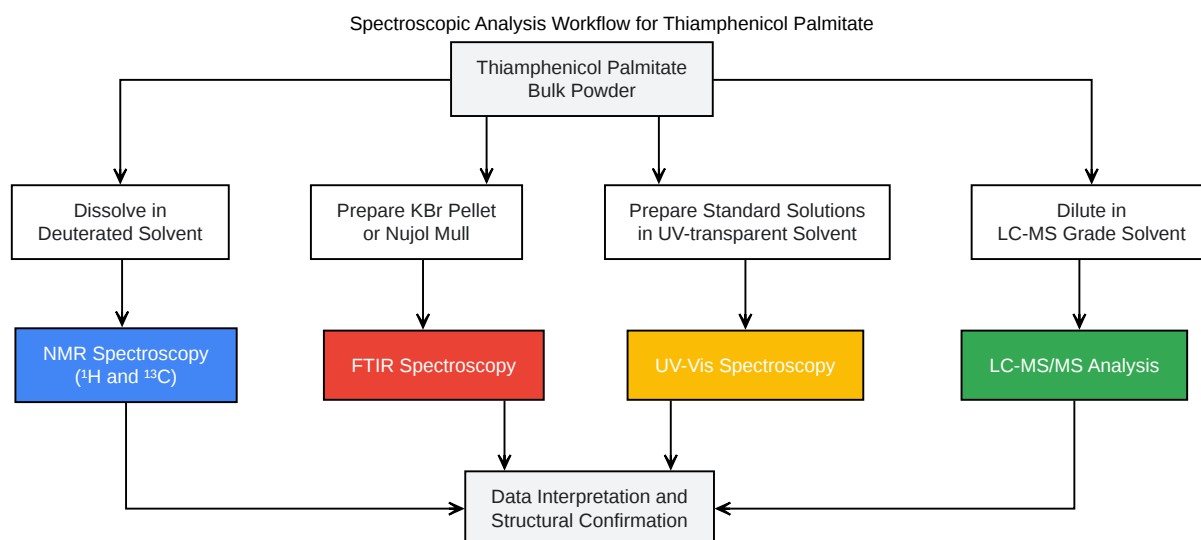 Spectroscopic Analysis Workflow for Thiamphenicol Palmitate
Thiamphenicol Palmitate
Bulk Powder
Dissolve in
Deuterated Solvent
Prepare KBr Pellet
or Nujol Mull
Prepare Standard Solutions
in UV-transparent Solvent
Dilute in
LC-MS Grade Solvent
NMR Spectroscopy
(¹H and ¹³C)
FTIR Spectroscopy
UV-Vis Spectroscopy
LC-MS/MS Analysis
Data Interpretation and
Structural Confirmation